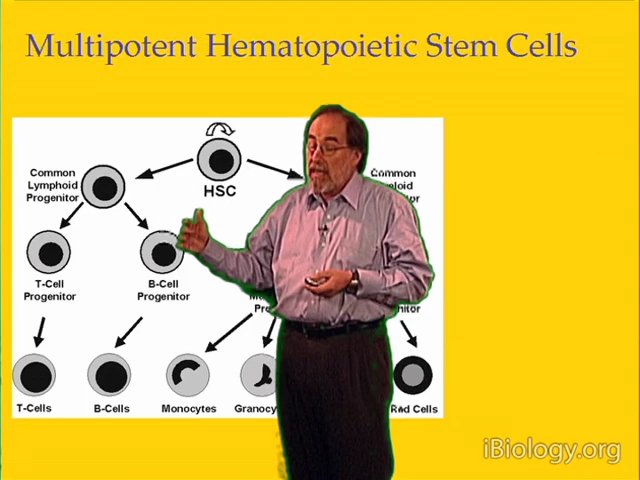 Multipotent Hematopoietic Stem Cells
Common
Lymphoid
Progenitor
HSC
T-Cell
Progenitor
B-Cell
Progenitor
T-Cells
B-Cells
Monocytes
Red Cells
iBiology.org